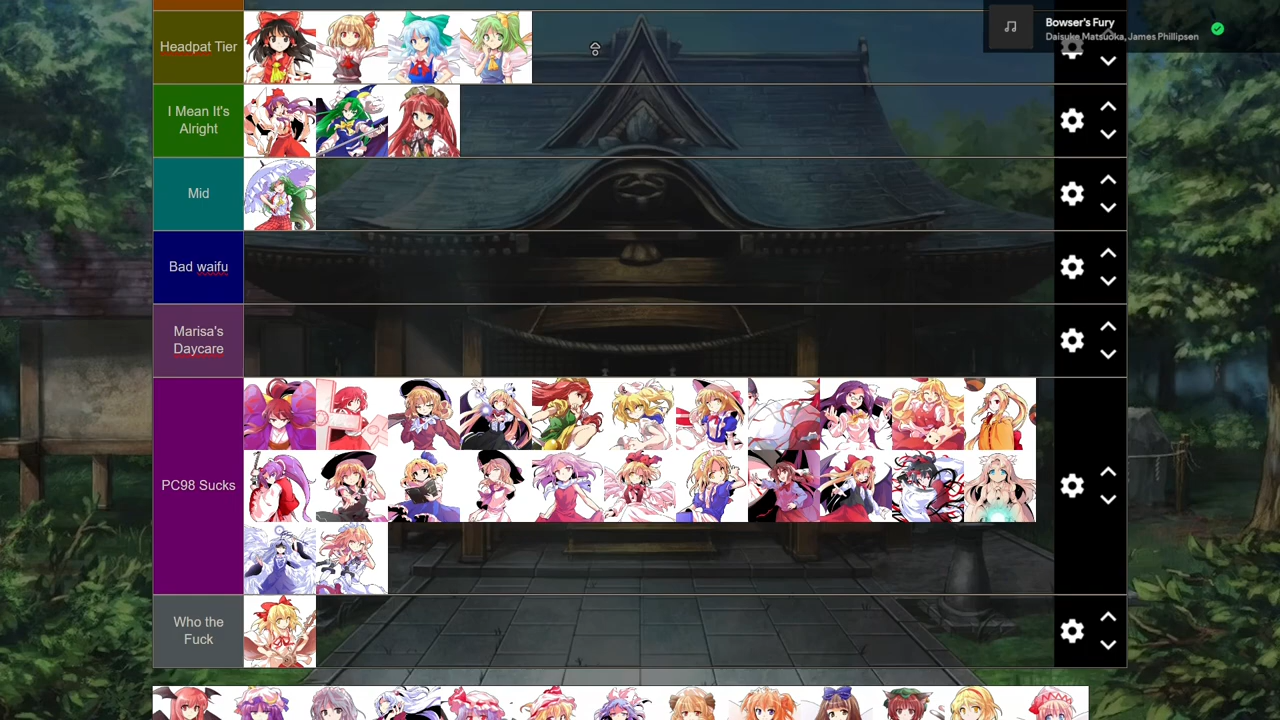 Bowser's Fury
Daisuke Matsuoka, James Phillipsen
Headpat Tier
I Mean It's
Alright
Mid
Bad waifu
Marisa's
Daycare
PC98 Sucks
Who the
Fuck